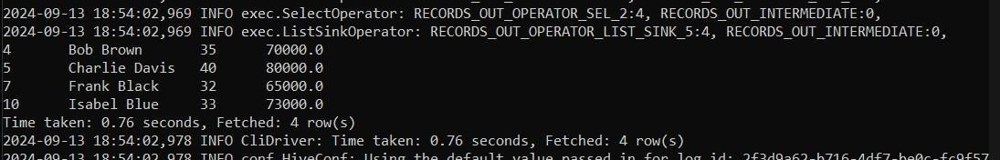 2024-09-13 18:54:02,969 INFO exec.SelectOperator: RECORDS_OUT_OPERATOR_SEL_2:4, RECORDS_OUT_INTERMEDIATE:0,
2024-09-13 18:54:02,969 INFO exec.ListSinkOperator: RECORDS_OUT_OPERATOR_LIST_SINK_5:4, RECORDS_OUT_INTERMEDIATE:0,
4 Bob Brown 35 70000.0
5 Charlie Davis 40 80000.0
7 Frank Black 32 65000.0
10 Isabel Blue 33 73000.0
Time taken: 0.76 seconds, Fetched: 4 row(s)
2024-09-13 18:54:02,978 INFO CliDriver: Time taken: 0.76 seconds, Fetched: 4 row(s)
2024-09-13 18:54:02,978 INFO conf.HiveConf: Using the default value passed in for log id: 2f3d9a62-b716-4df7-be0c-fc9f57